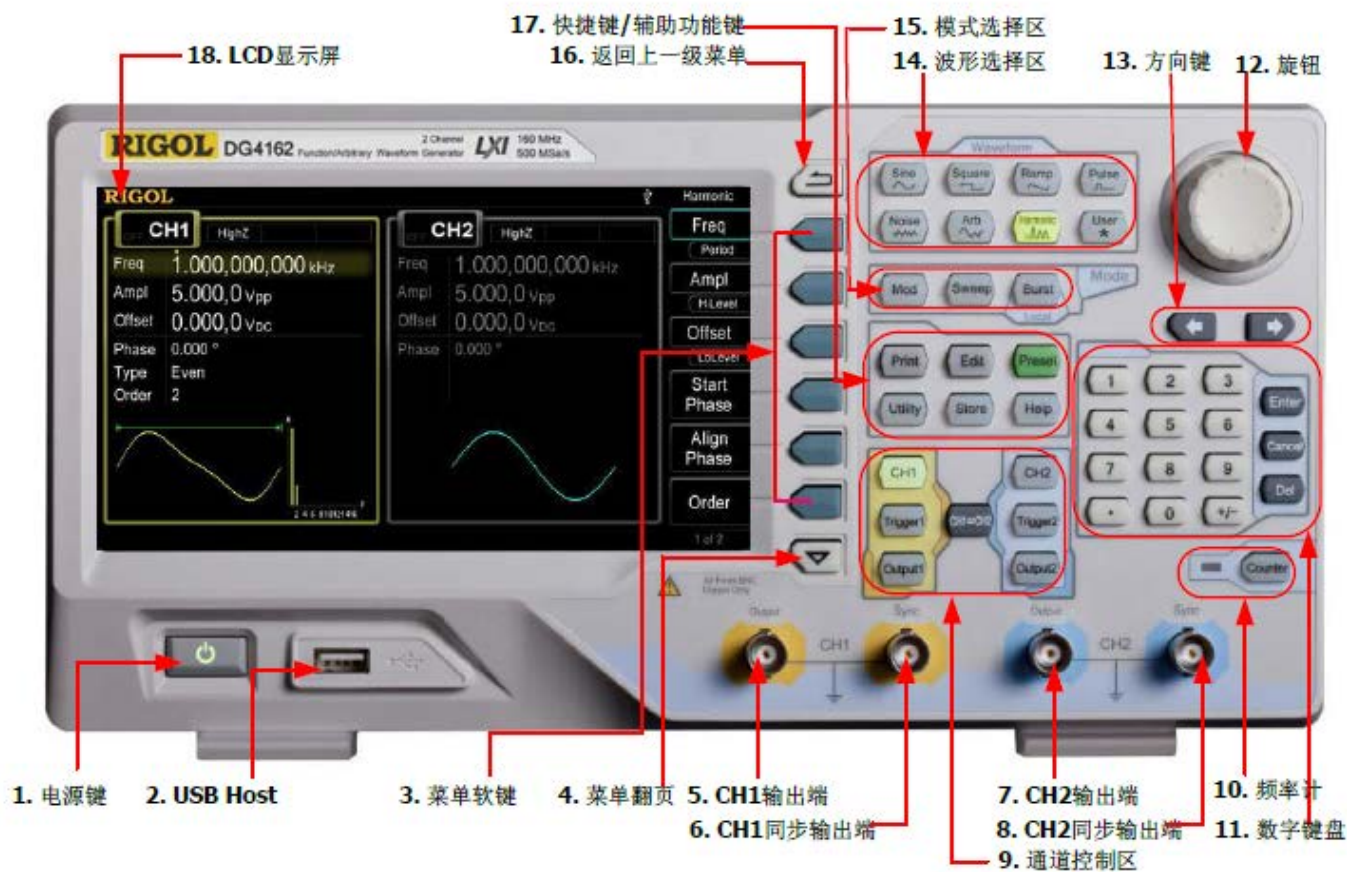 17. 快捷键/辅助功能键
15. 模式选择区
18. LCD显示屏
16. 返回上一级菜单
14. 波形选择区
13. 方向键
12. 旋钮
RIGOL DG4162 Function/Arbitrary Waveform Generator 2 Channel LXI 160 MHz 500 MSa/s
Waveform
Sine Square Ramp Pulse
Noise Arb Harmonic User
Mod Sweep Burst Mode
Local
Print Edit Preset
Utility Store Help
CH1 CH2
Trigger1 CH1⇌CH2 Trigger2
Output1 Output2
1 2 3 Enter
4 5 6 Cancel
7 8 9 Del
. 0 +/-
Counter
RIGOL Harmonic
CH1 HighZ
Freq 1.000,000,000 kHz
Ampl 5.000,0 Vpp
Offset 0.000,0 VDC
Phase 0.000 °
Type Even
Order 2
CH2 HighZ
Freq 1.000,000,000 kHz
Ampl 5.000,0 Vpp
Offset 0.000,0 VDC
Phase 0.000 °
Freq
Period
Ampl
HiLevel
Offset
LoLevel
Start
Phase
Align
Phase
Order
1 of 2
Output CH1 Sync
Output CH2 Sync
1. 电源键
2. USB Host
3. 菜单软键
4. 菜单翻页
5. CH1输出端
6. CH1同步输出端
7. CH2输出端
8. CH2同步输出端
9. 通道控制区
10. 频率计
11. 数字键盘